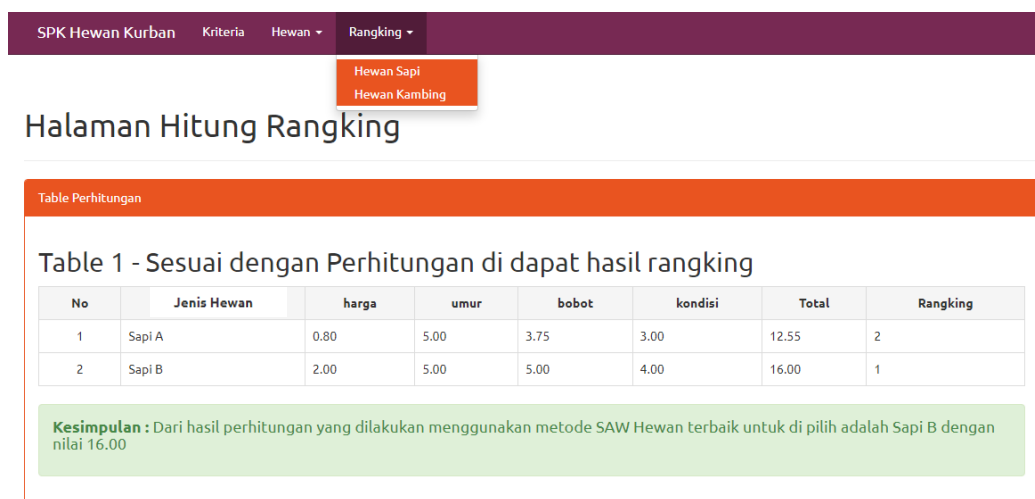 SPK Hewan Kurban Kriteria Hewan Rangking
Hewan Sapi
Hewan Kambing
Halaman Hitung Rangking
Table Perhitungan
Table 1 - Sesuai dengan Perhitungan di dapat hasil rangking
No Jenis Hewan harga umur bobot kondisi Total Rangking
1 Sapi A 0.80 5.00 3.75 3.00 12.55 2
2 Sapi B 2.00 5.00 5.00 4.00 16.00 1
Kesimpulan : Dari hasil perhitungan yang dilakukan menggunakan metode SAW Hewan terbaik untuk di pilih adalah Sapi B dengan
nilai 16.00